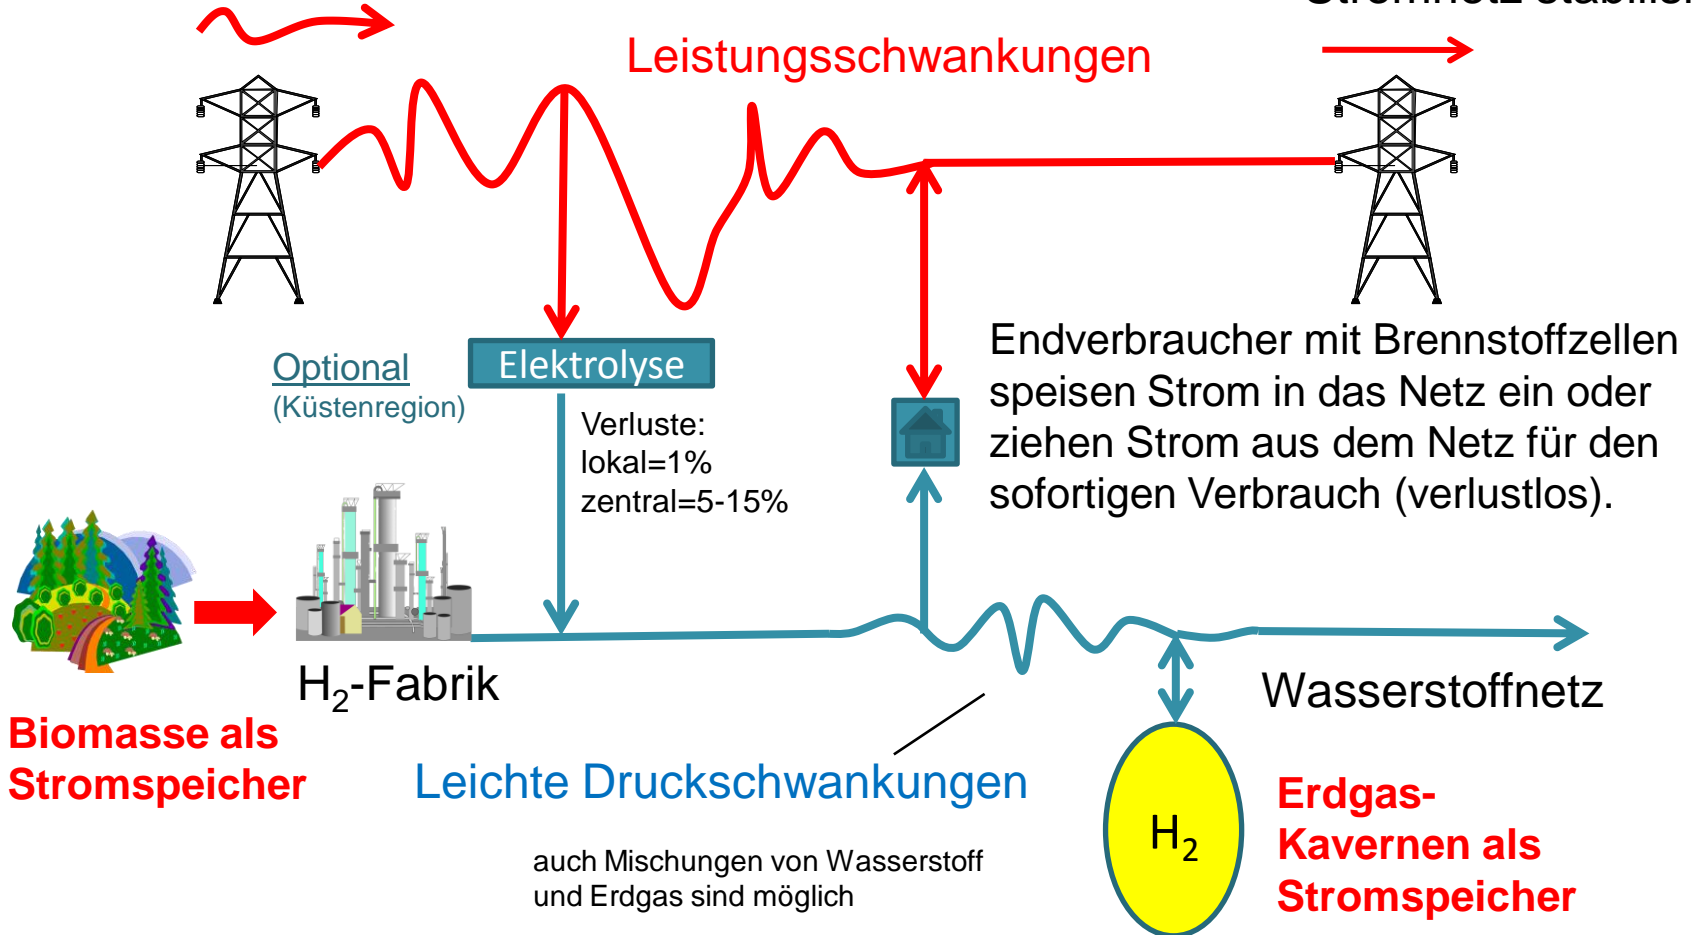 Stromnetz
Leistungsschwankungen
Optional
(Küstenregion)
Elektrolyse
Verluste:
lokal=1%
zentral=5-15%
Endverbraucher mit Brennstoffzellen
speisen Strom in das Netz ein oder
ziehen Strom aus dem Netz für den
sofortigen Verbrauch (verlustlos).
H₂-Fabrik
Wasserstoffnetz
Biomasse als
Stromspeicher
Leichte Druckschwankungen
H₂
Erdgas-
Kavernen als
Stromspeicher
auch Mischungen von Wasserstoff
und Erdgas sind möglich